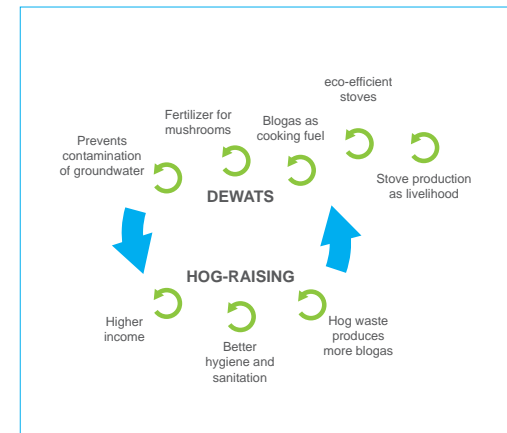 eco-efficient
stoves
Fertilizer for
mushrooms
Blogas as
cooking fuel
Prevents
contamination
of groundwater
Stove production
as livelihood
DEWATS
HOG-RAISING
Higher
income
Better
hygiene and
sanitation
Hog waste
produces
more blogas